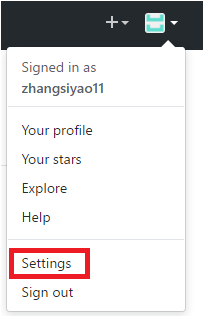 Signed in as
zhangsiyao11
Your profile
Your stars
Explore
Help
Settings
Sign out